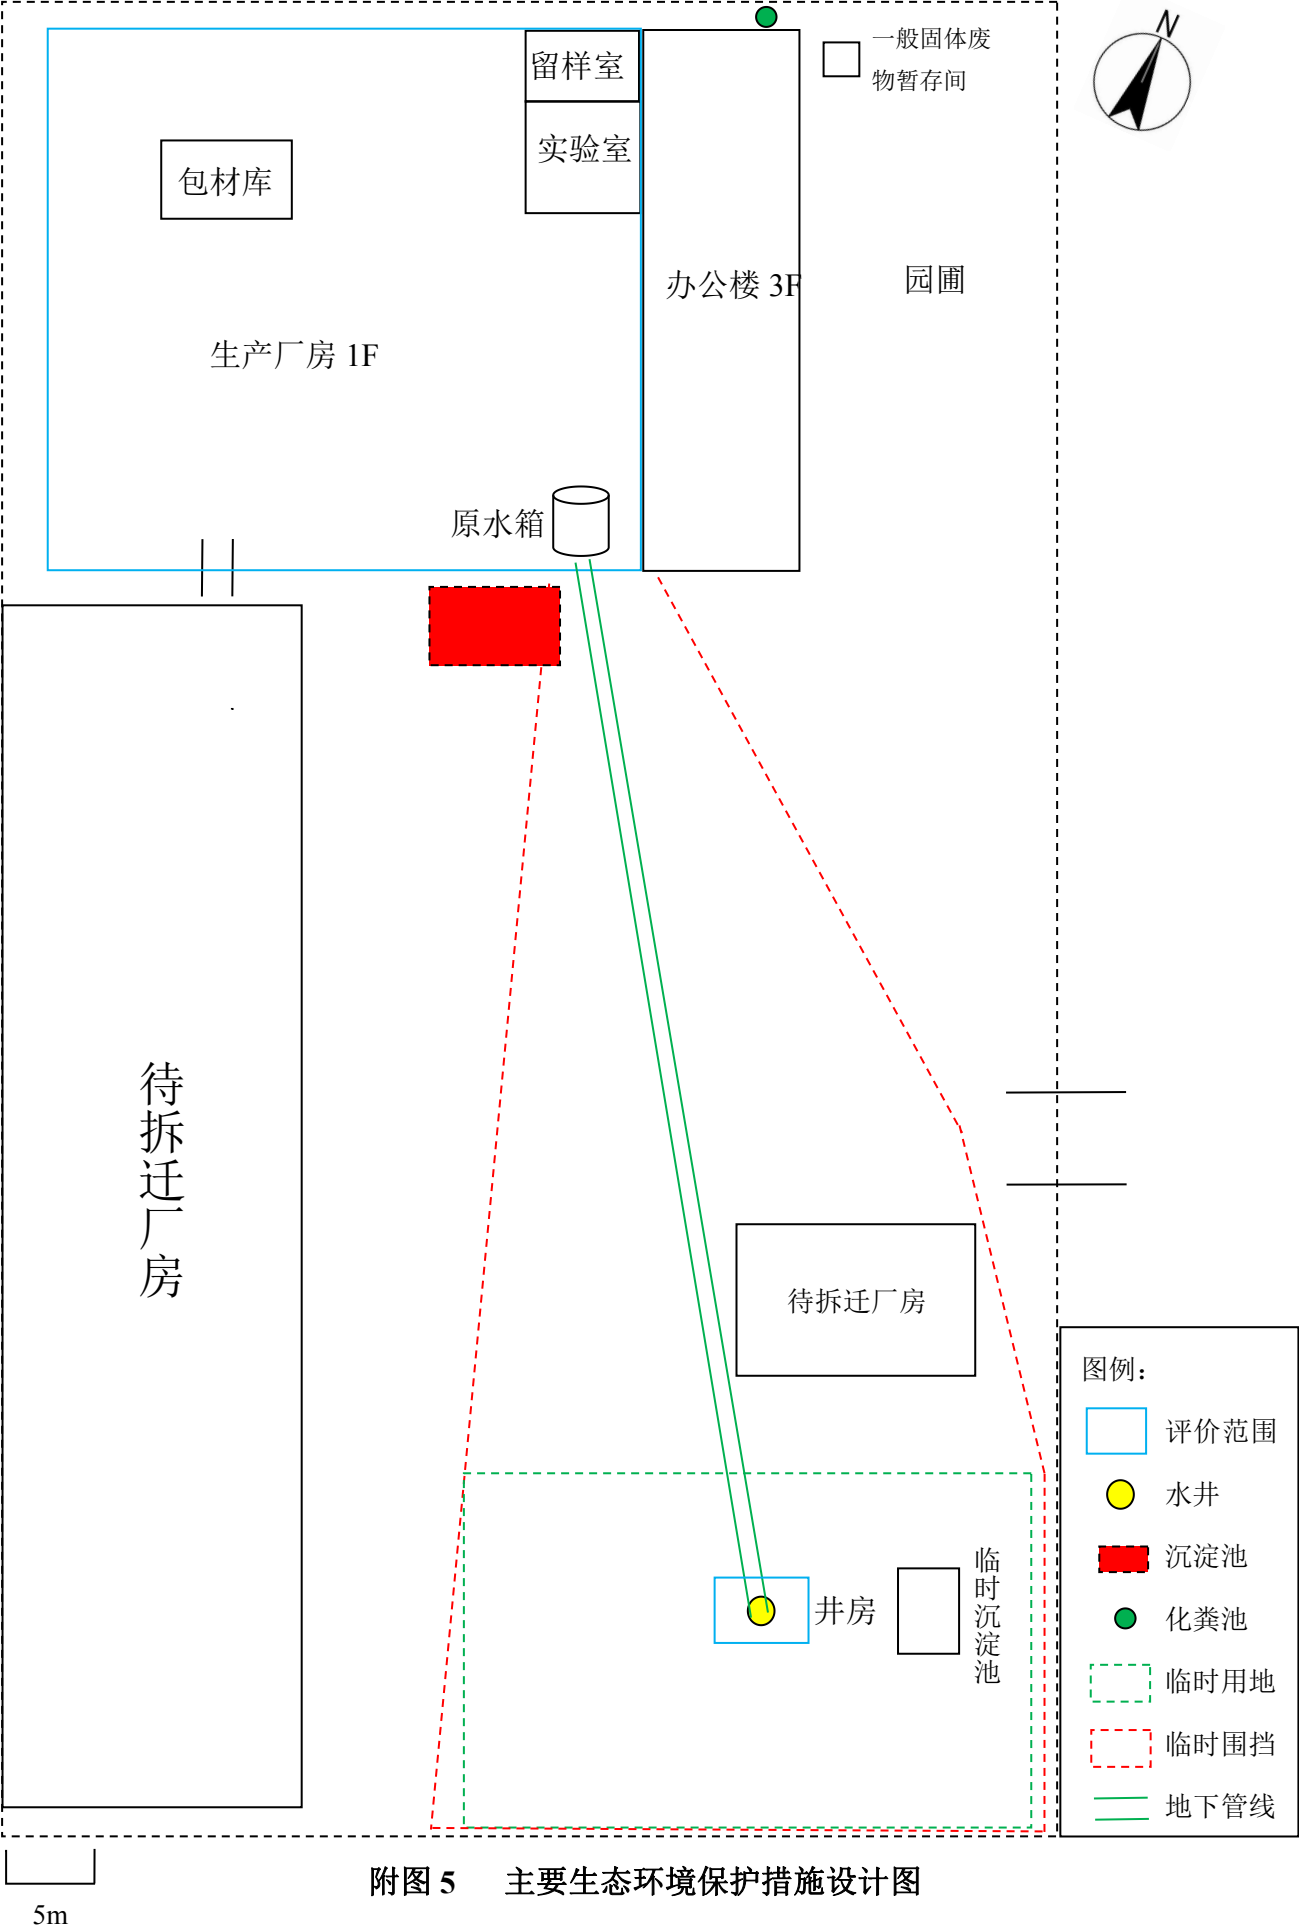 N
一般固体废
物暂存间
留样室
实验室
包材库
办公楼 3F
园圃
生产厂房 1F
原水箱
待拆迁厂房
待拆迁厂房
井房
临时沉淀池
图例：
评价范围
水井
沉淀池
化粪池
临时用地
临时围挡
地下管线
附图 5 主要生态环境保护措施设计图
5m